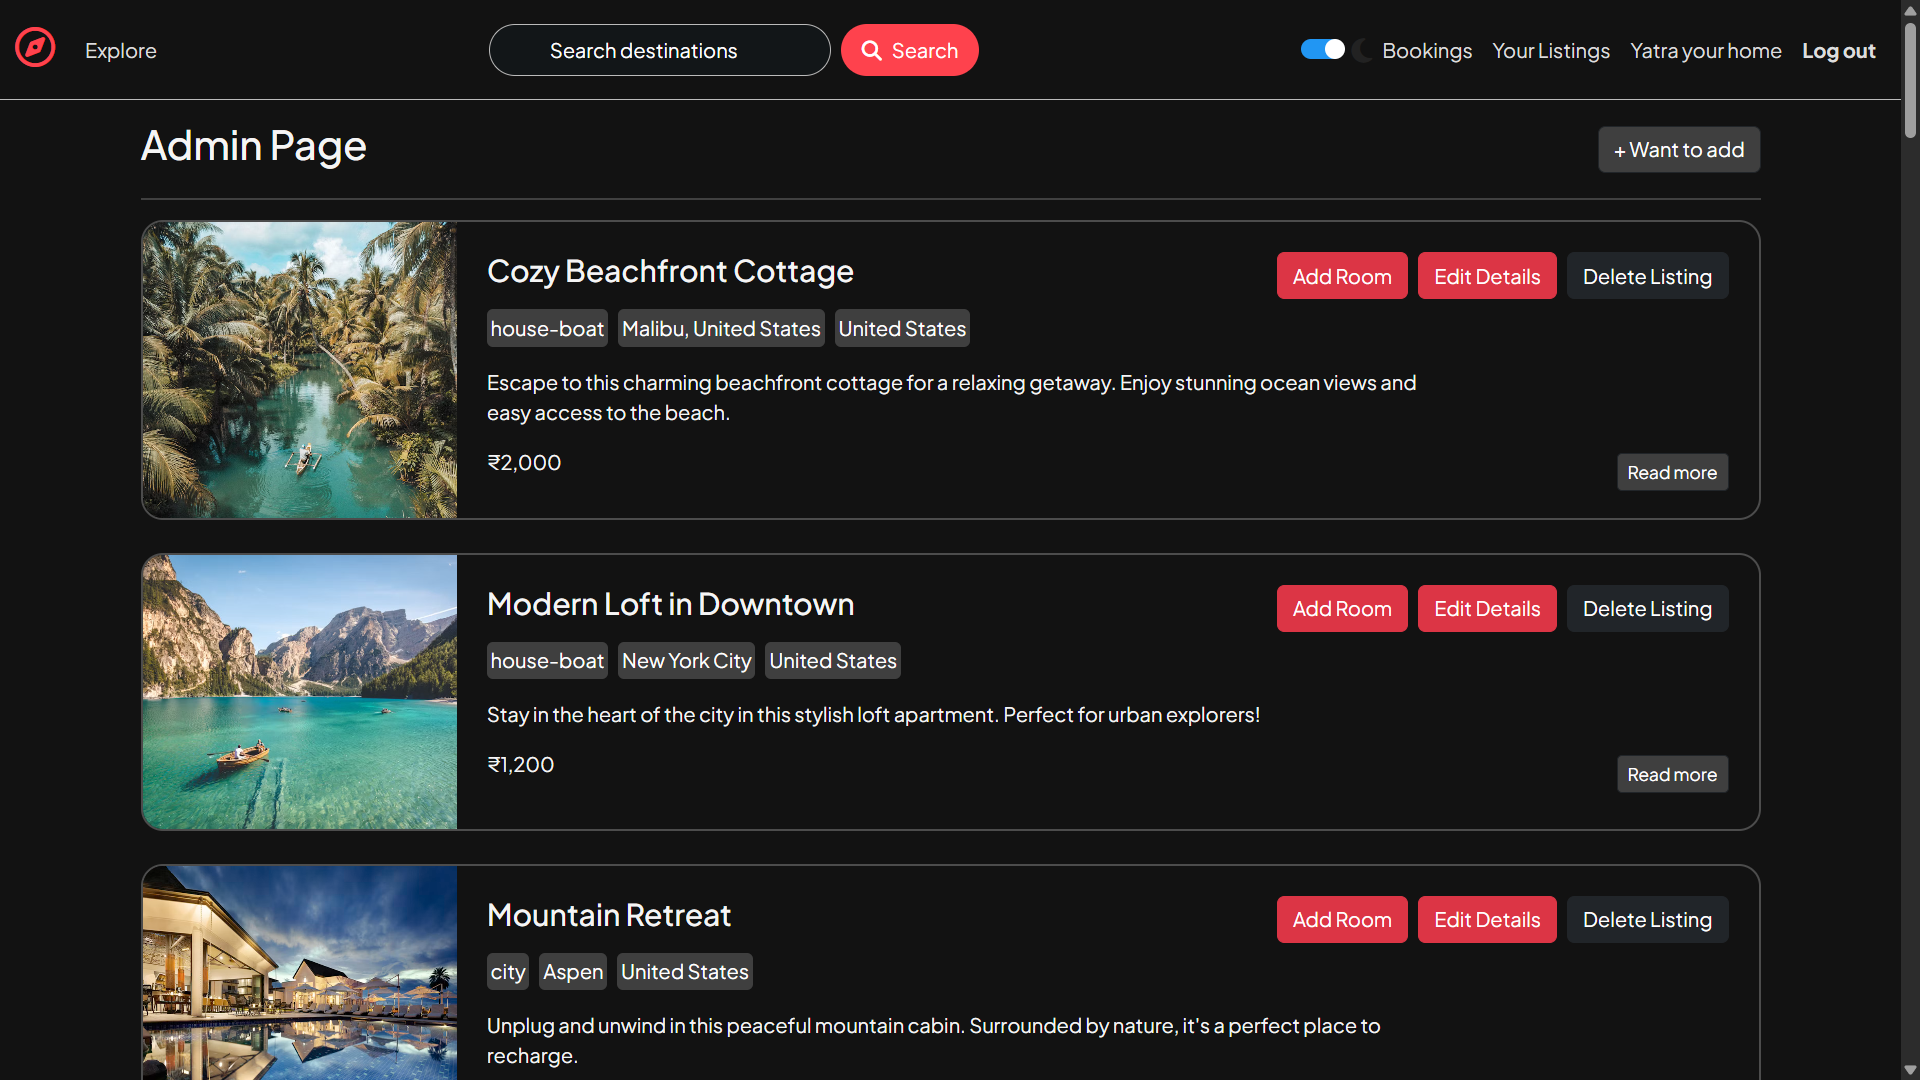 Explore
Search destinations
Search
Bookings
Your Listings
Yatra your home
Log out
Admin Page
+ Want to add
Cozy Beachfront Cottage
Add Room
Edit Details
Delete Listing
house-boat
Malibu, United States
United States
Escape to this charming beachfront cottage for a relaxing getaway. Enjoy stunning ocean views and
easy access to the beach.
₹2,000
Read more
Modern Loft in Downtown
Add Room
Edit Details
Delete Listing
house-boat
New York City
United States
Stay in the heart of the city in this stylish loft apartment. Perfect for urban explorers!
₹1,200
Read more
Mountain Retreat
Add Room
Edit Details
Delete Listing
city
Aspen
United States
Unplug and unwind in this peaceful mountain cabin. Surrounded by nature, it's a perfect place to
recharge.